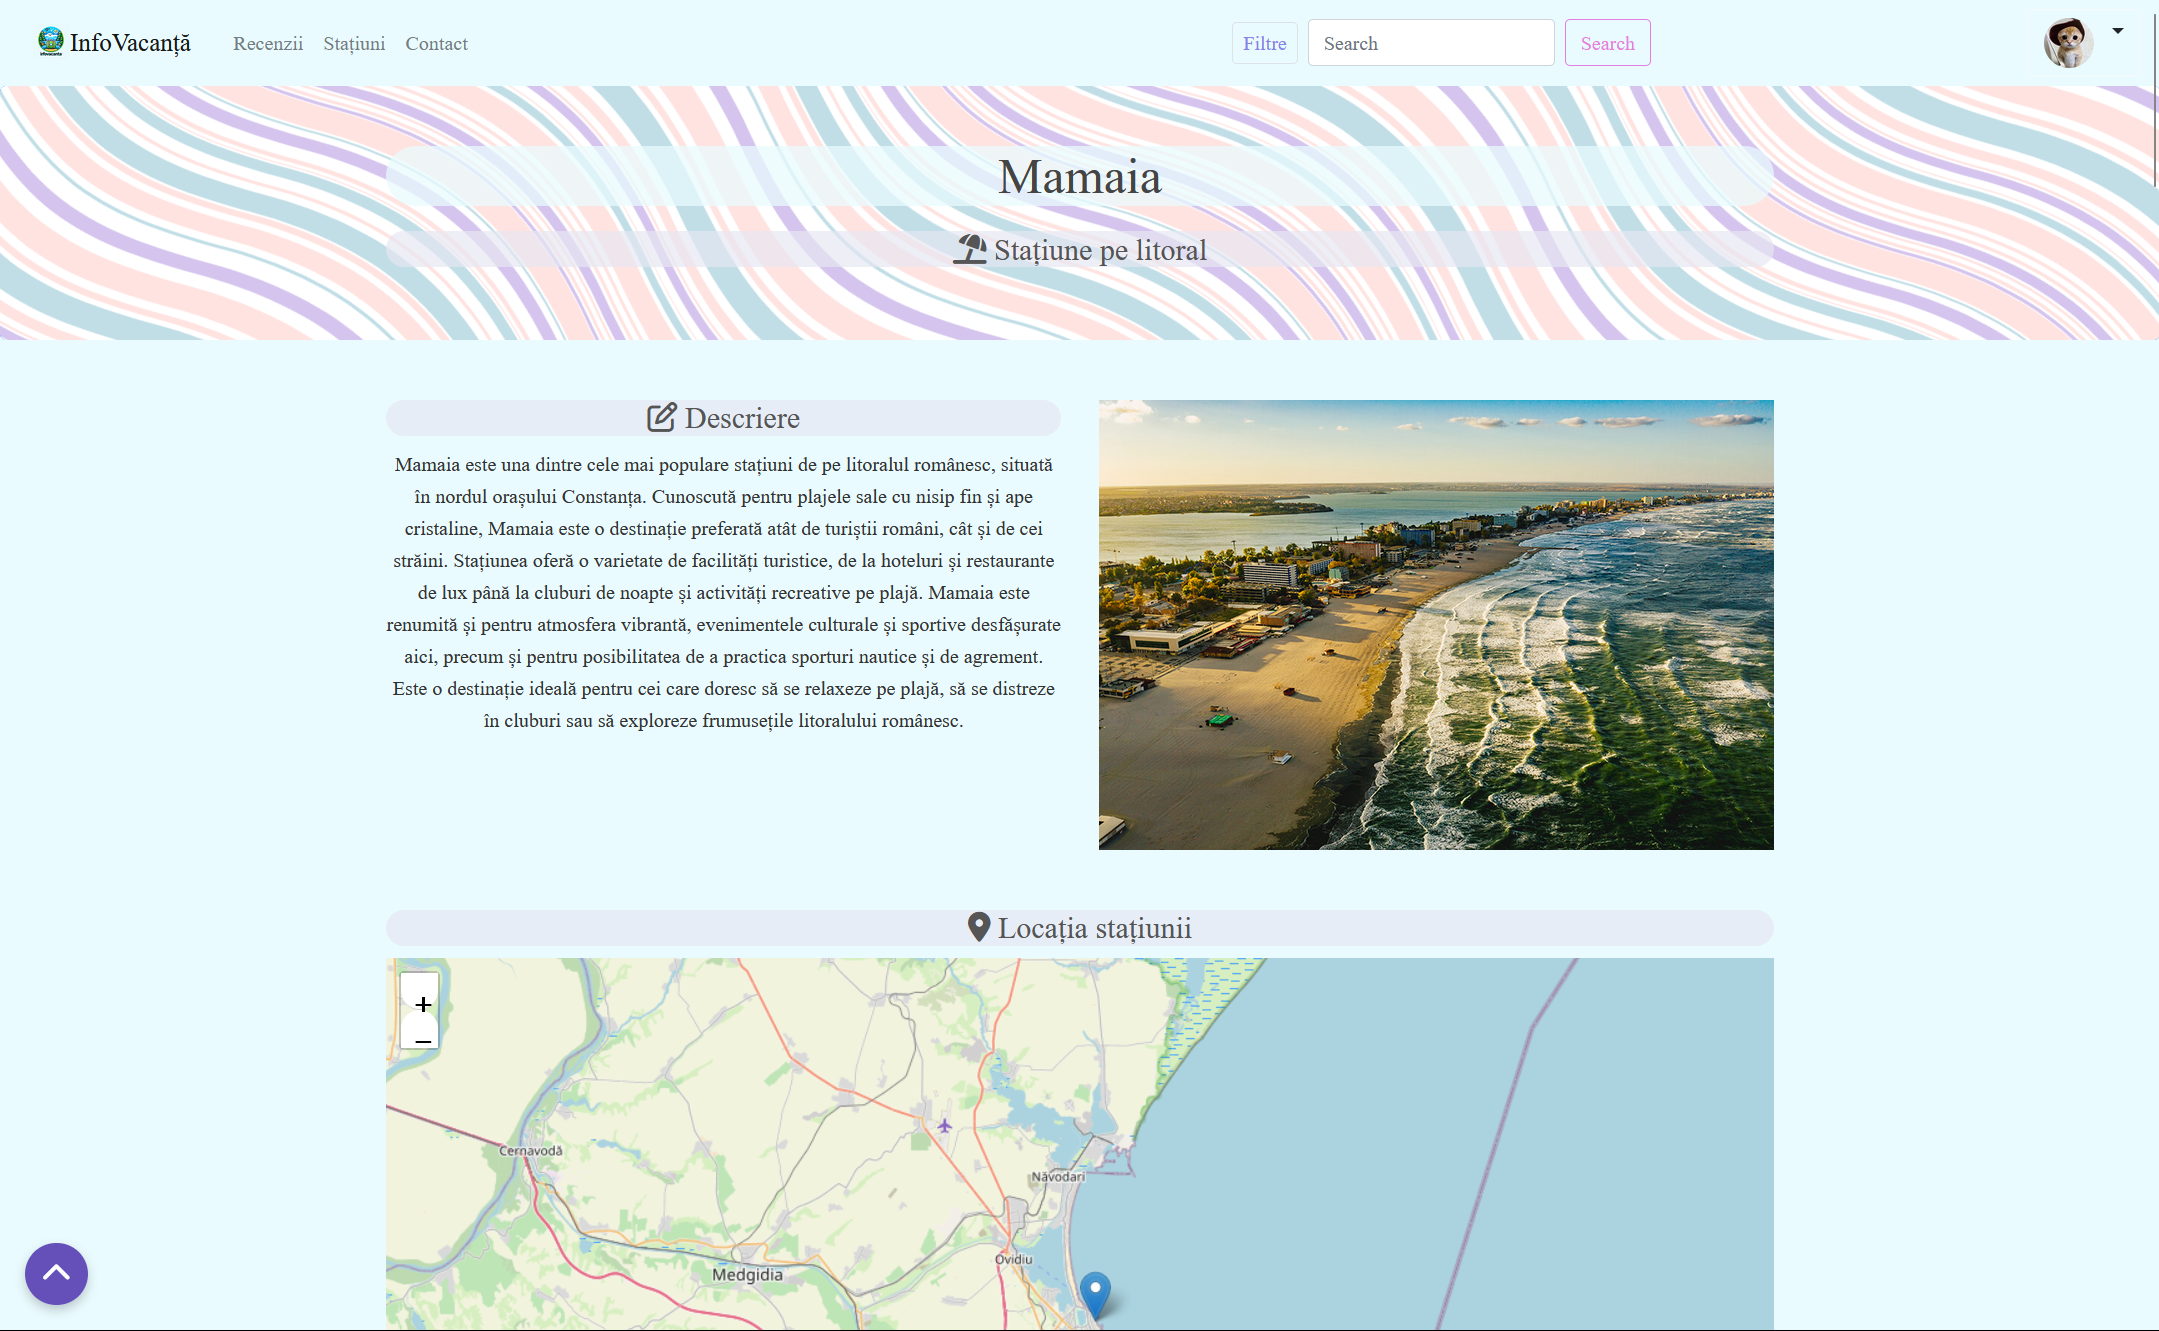 InfoVacanță
Recenzii Stațiuni Contact
Filtre Search Search
Mamaia
Stațiune pe litoral
Descriere
Mamaia este una dintre cele mai populare stațiuni de pe litoralul românesc, situată
în nordul orașului Constanța. Cunoscută pentru plajele sale cu nisip fin și ape
cristaline, Mamaia este o destinație preferată atât de turiștii români, cât și de cei
străini. Stațiunea oferă o varietate de facilități turistice, de la hoteluri și restaurante
de lux până la cluburi de noapte și activități recreative pe plajă. Mamaia este
renumită și pentru atmosfera vibrantă, evenimentele culturale și sportive desfășurate
aici, precum și pentru posibilitatea de a practica sporturi nautice și de agrement.
Este o destinație ideală pentru cei care doresc să se relaxeze pe plajă, să se distreze
în cluburi sau să exploreze frumusețile litoralului românesc.
Locația stațiunii
+
−
Cernavodă
Năvodari
Ovidiu
Medgidia